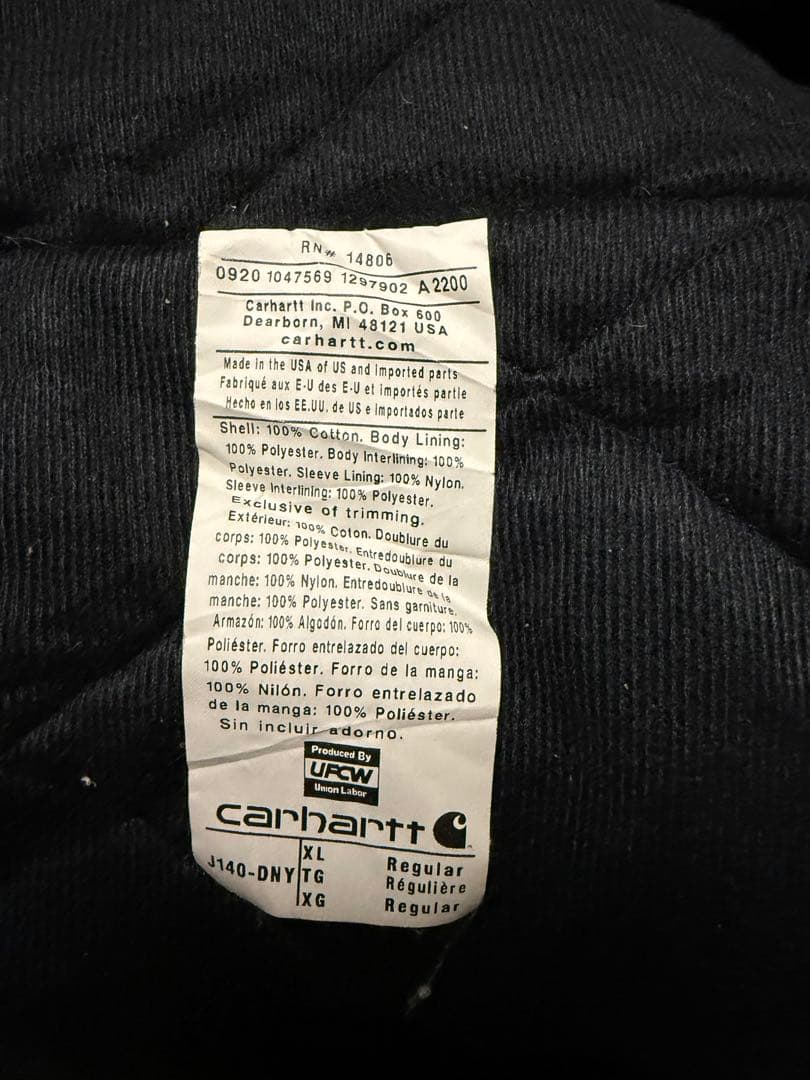 RN# 14806
0920 1047569 1297902 A2200
Carhartt Inc. P.O. Box 600
Dearborn, MI 48121 USA
carhartt.com
Made in the USA of US and imported parts
Fabriqué aux E-U des E-U et importés partie
Hecho en los EE.UU. de US e importados parte
Shell: 100% Cotton. Body Lining:
100% Polyester. Body Interlining: 100%
Polyester. Sleeve Lining: 100% Nylon.
Sleeve Interlining: 100% Polyester.
Exclusive of trimming.
Extérieur: 100% Coton. Doublure du
corps: 100% Polyester. Entredoublure du
corps: 100% Polyester. Doublure de la
manche: 100% Nylon. Entredoublure de la
manche: 100% Polyester. Sans garniture.
Armazón: 100% Algodón. Forro del cuerpo: 100%
Poliéster. Forro entrelazado del cuerpo:
100% Poliéster. Forro de la manga:
100% Nilón. Forro entrelazado
de la manga: 100% Poliéster.
Sin incluir adorno.
Produced By
UFCW
Union Labor
carhartt
XL Regular
J140-DNY TG Régulière
XG Regular